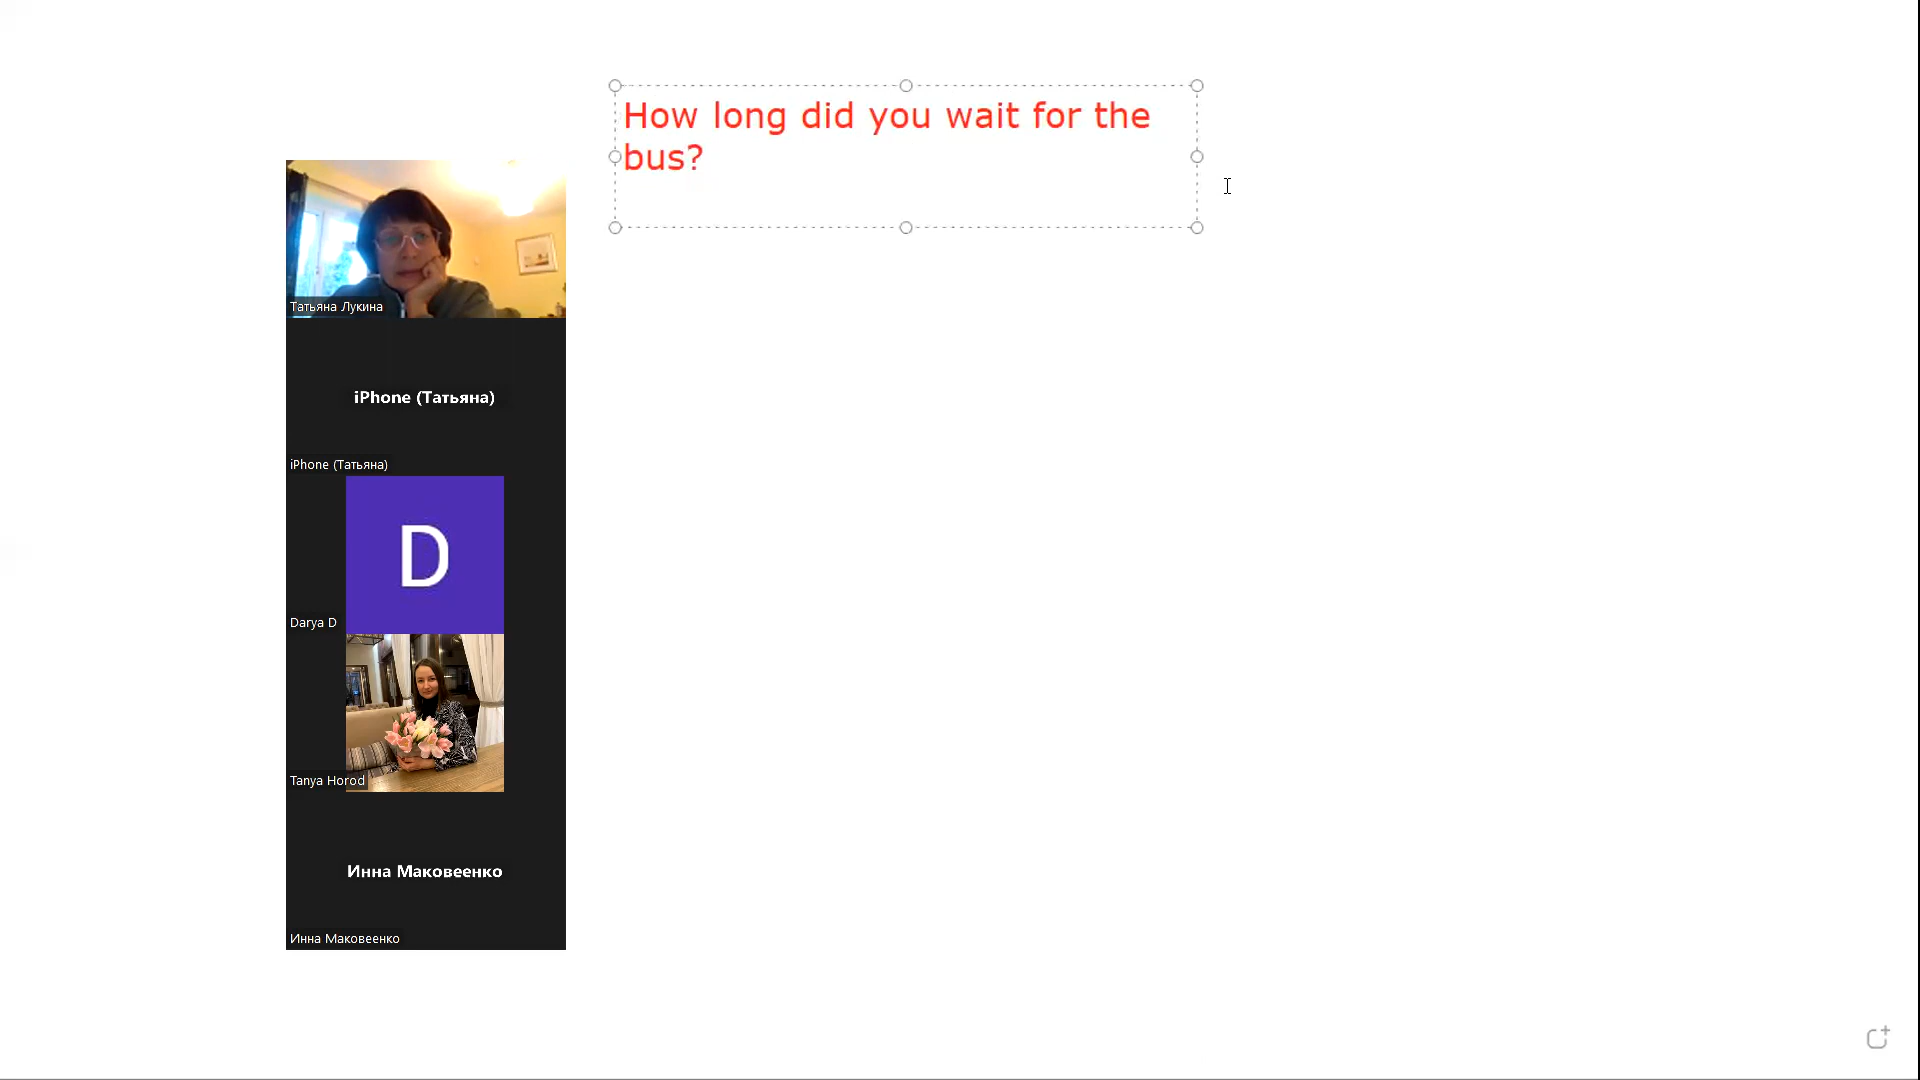 How long did you wait for the
bus?
Татьяна Лукина
iPhone (Татьяна)
iPhone (Татьяна)
D
Darya D
Tanya Horod
Инна Маковеенко
Инна Маковеенко